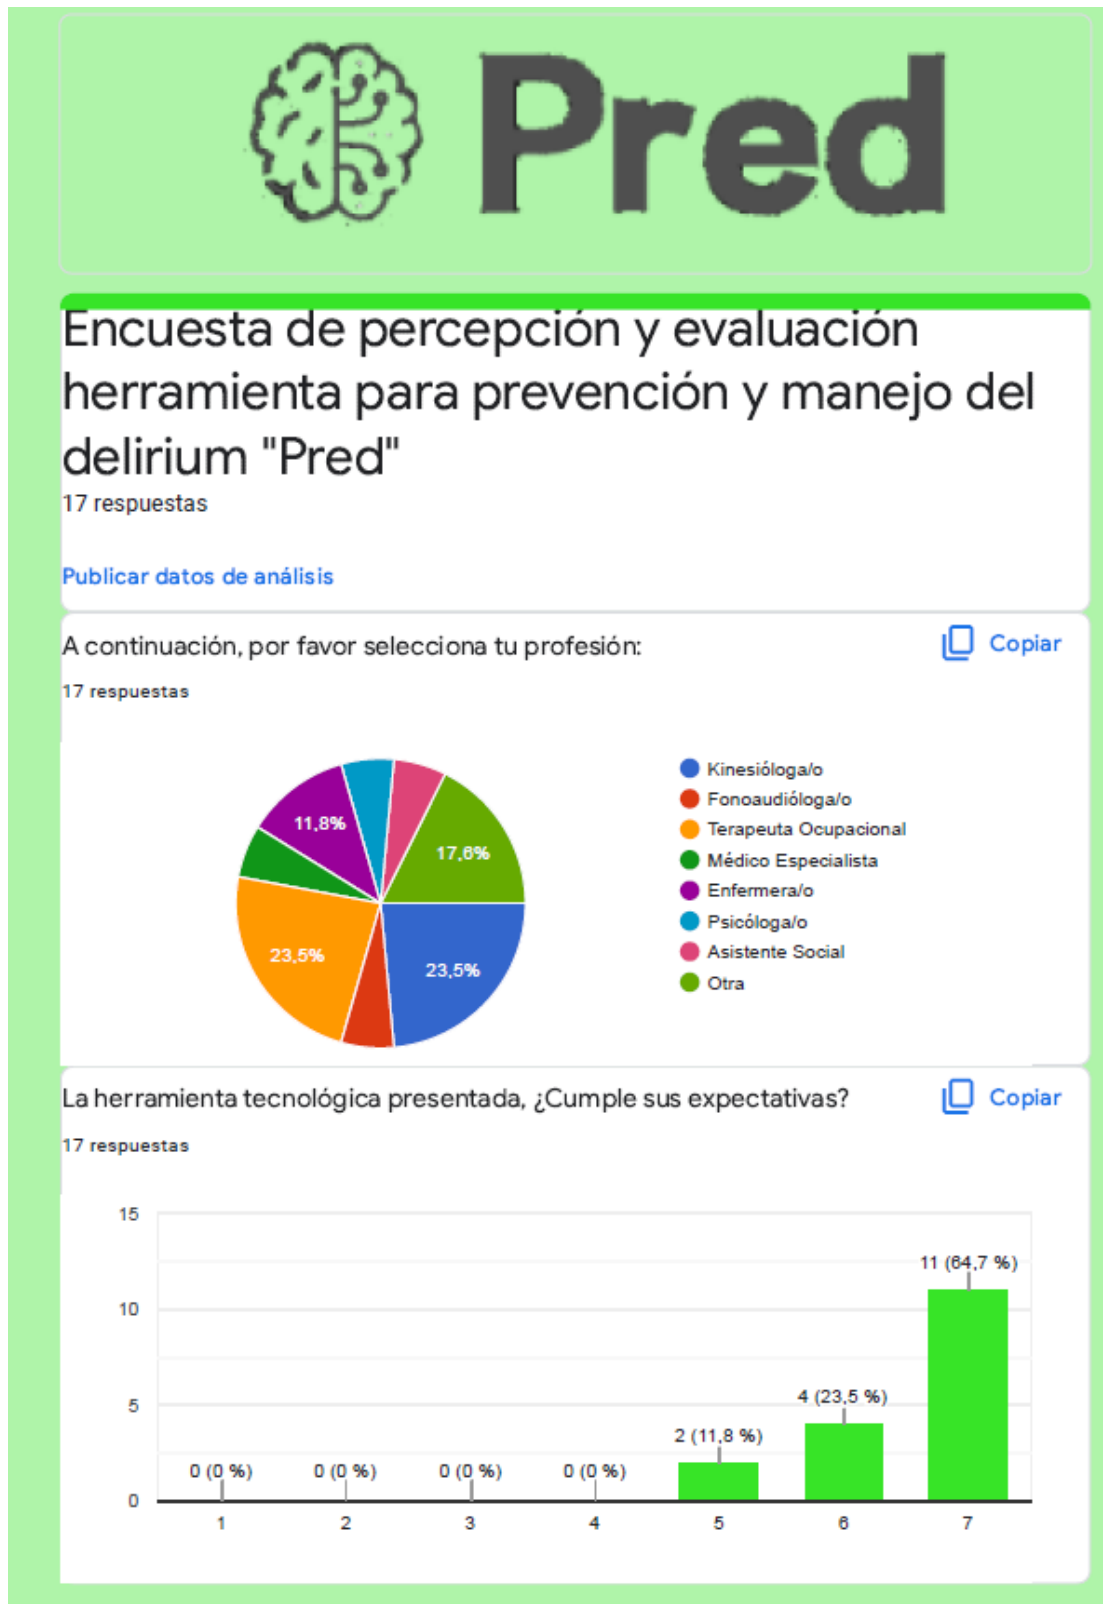 Pred
Encuesta de percepción y evaluación
herramienta para prevención y manejo del
delirium "Pred"
17 respuestas
Publicar datos de análisis
A continuación, por favor selecciona tu profesión:
Copiar
17 respuestas
11,8%
17,6%
23,5%
23,5%
Kinesióloga/o
Fonoaudióloga/o
Terapeuta Ocupacional
Médico Especialista
Enfermera/o
Psicóloga/o
Asistente Social
Otra
La herramienta tecnológica presentada, ¿Cumple sus expectativas?
Copiar
17 respuestas
15
10
5
0
0 (0 %)
0 (0 %)
0 (0 %)
0 (0 %)
2 (11,8 %)
4 (23,5 %)
11 (64,7 %)
1
2
3
4
5
6
7